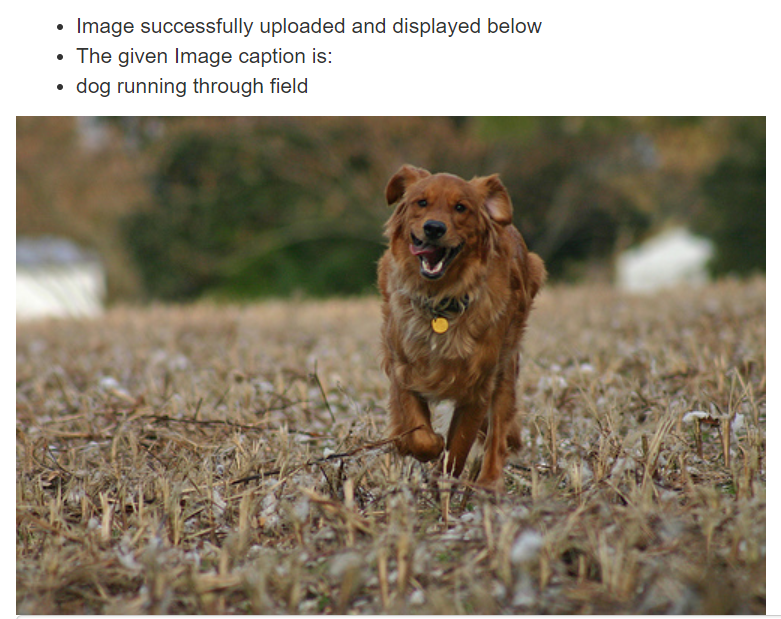 Image successfully uploaded and displayed below
The given Image caption is:
dog running through field